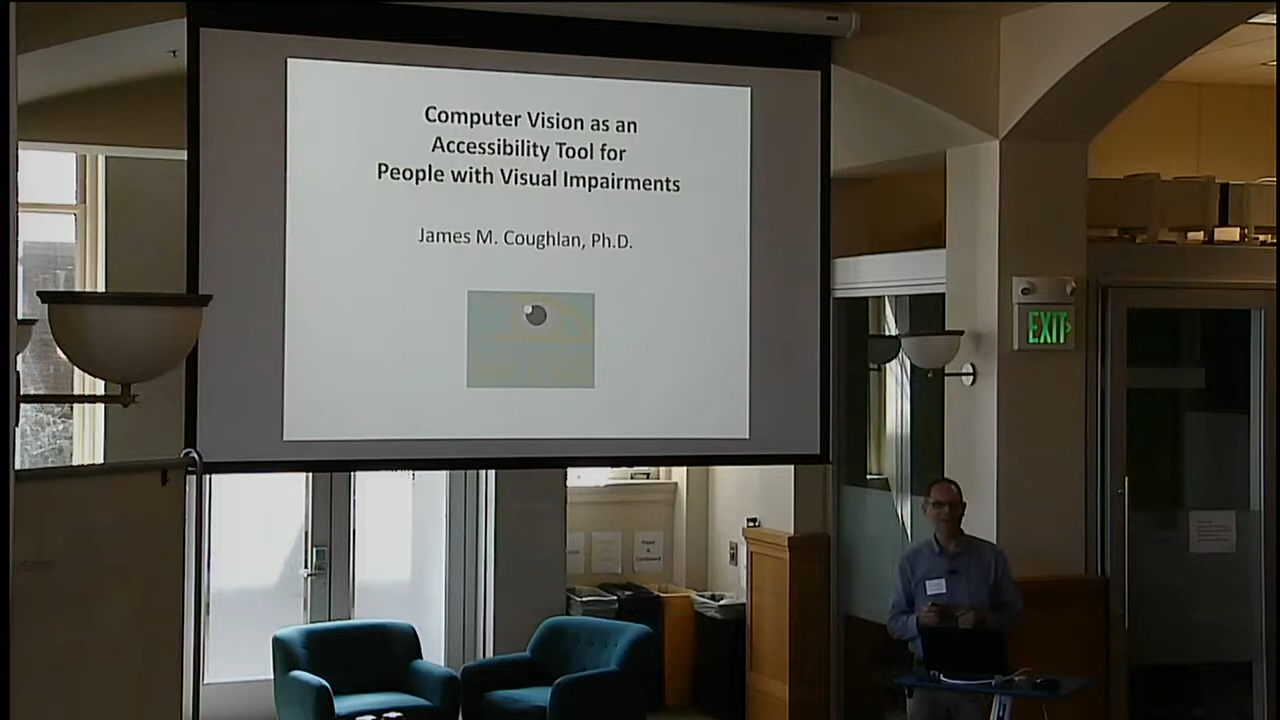 Computer Vision as an
Accessibility Tool for
People with Visual Impairments
James M. Coughlan, Ph.D.
EXIT